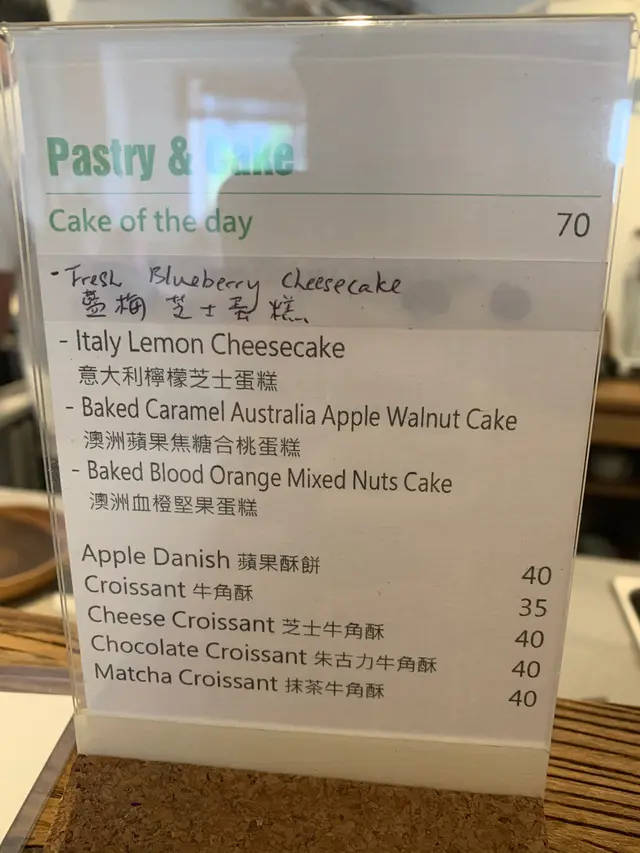 Pastry & Cake
Cake of the day 70
- Fresh Blueberry Cheesecake
藍梅芝士蛋糕
- Italy Lemon Cheesecake
意大利檸檬芝士蛋糕
- Baked Caramel Australia Apple Walnut Cake
澳洲蘋果焦糖合桃蛋糕
- Baked Blood Orange Mixed Nuts Cake
澳洲血橙堅果蛋糕
Apple Danish 蘋果酥餅 40
Croissant 牛角酥 35
Cheese Croissant 芝士牛角酥 40
Chocolate Croissant 朱古力牛角酥 40
Matcha Croissant 抹茶牛角酥 40